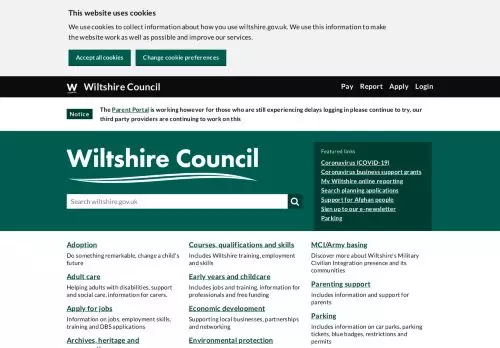 This website uses cookies
We use cookies to collect information about how you use wiltshire.gov.uk. We use this information to make
the website work as well as possible and improve our services.
Accept all cookies
Change cookie preferences
W Wiltshire Council
Pay Report Apply Login
Notice
The Parent Portal is working however for those who are still experiencing delays logging in please continue to try, our
third party providers are continuing to work on this
Wiltshire Council
Search wiltshire.gov.uk
Featured links
Coronavirus (COVID-19)
Coronavirus business support grants
My Wiltshire online reporting
Search planning applications
Support for Afghan people
Sign up to our e-newsletter
Parking
Adoption
Do something remarkable, change a child's
future
Adult care
Helping adults with disabilities, support
and social care, information for carers.
Apply for jobs
Information on jobs, employment skills,
training and DBS applications
Archives, heritage and
Courses, qualifications and skills
Includes Wiltshire training, employment
and skills
Early years and childcare
Includes jobs and training, information for
professionals and free funding
Economic development
Supporting local businesses, partnerships
and networking
Environmental protection
MCI/Army basing
Discover more about Wiltshire's Military
Civilian Integration presence and its
communities
Parenting support
Includes information and support for
parents
Parking
Includes information on car parks, parking
tickets, blue badges, restrictions and
permits